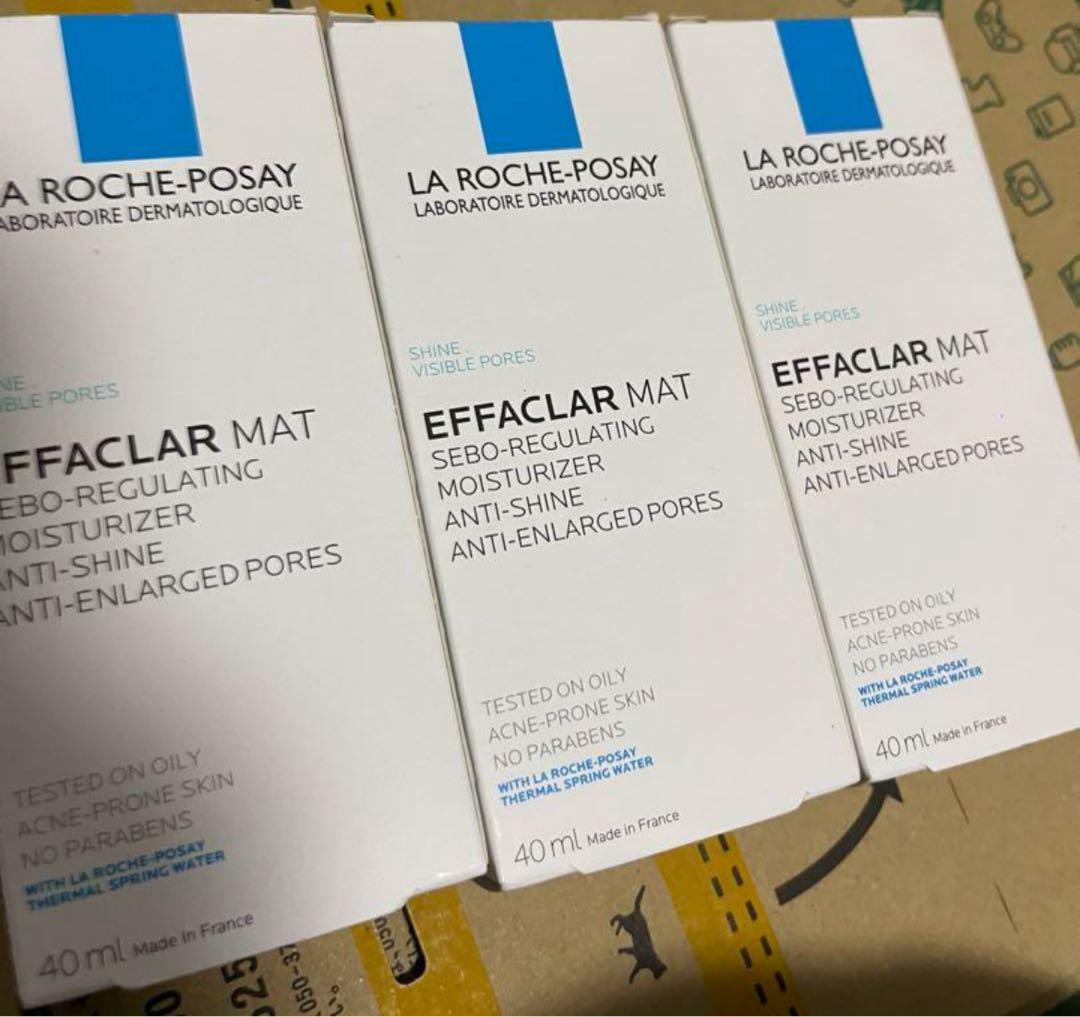 A ROCHE-POSAY
ABORATOIRE DERMATOLOGIQUE
NE .
BLE PORES
FFACLAR MAT
EBO-REGULATING
MOISTURIZER
ANTI-SHINE
ANTI-ENLARGED PORES
TESTED ON OILY
ACNE-PRONE SKIN
NO PARABENS
WITH LA ROCHE-POSAY
THERMAL SPRING WATER
40 ml Made in France
LA ROCHE-POSAY
LABORATOIRE DERMATOLOGIQUE
SHINE .
VISIBLE PORES
EFFACLAR MAT
SEBO-REGULATING
MOISTURIZER
ANTI-SHINE
ANTI-ENLARGED PORES
TESTED ON OILY
ACNE-PRONE SKIN
NO PARABENS
WITH LA ROCHE-POSAY
THERMAL SPRING WATER
40 ml Made in France
LA ROCHE-POSAY
LABORATOIRE DERMATOLOGIQUE
SHINE .
VISIBLE PORES
EFFACLAR MAT
SEBO-REGULATING
MOISTURIZER
ANTI-SHINE
ANTI-ENLARGED PORES
TESTED ON OILY
ACNE-PRONE SKIN
NO PARABENS
WITH LA ROCHE-POSAY
THERMAL SPRING WATER
40 ml Made in France